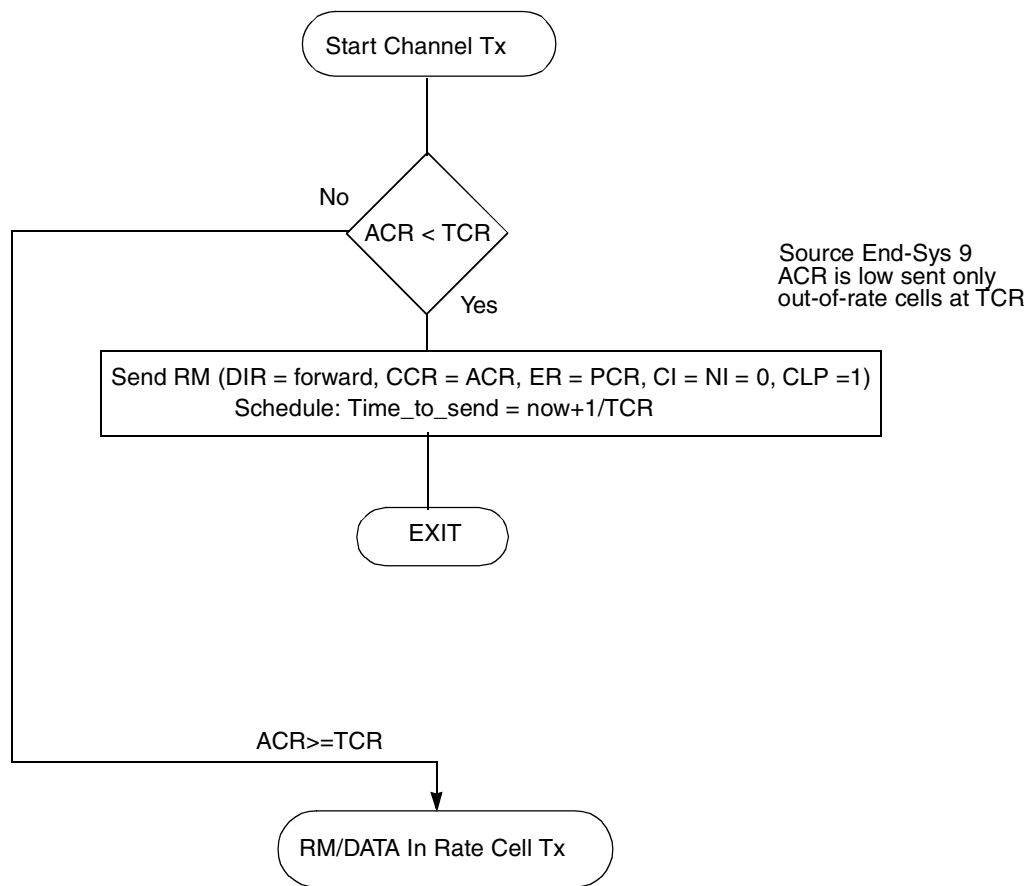 Start Channel Tx
No
ACR < TCR
Source End-Sys 9
ACR is low sent only
out-of-rate cells at TCR
Yes
Send RM (DIR = forward, CCR = ACR, ER = PCR, CI = NI = 0, CLP =1)
Schedule: Time_to_send = now+1/TCR
EXIT
ACR>=TCR
RM/DATA In Rate Cell Tx